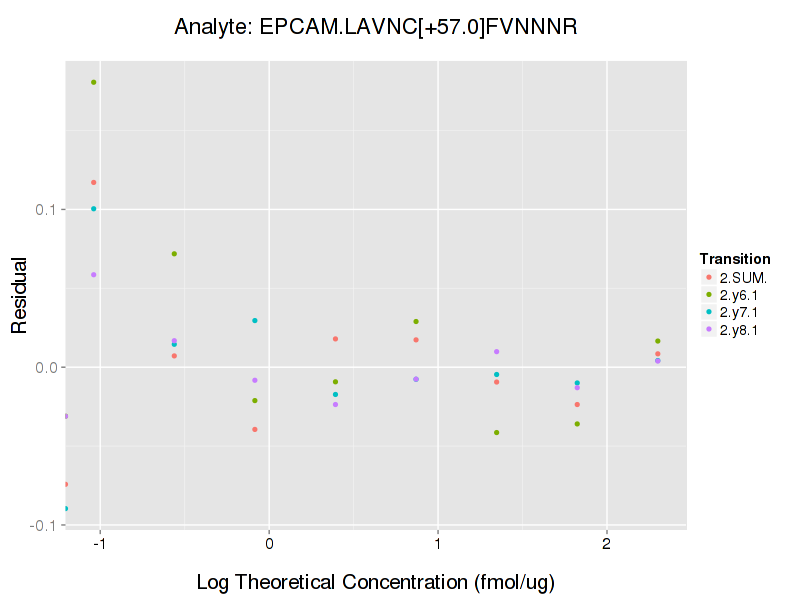 Analyte: EPCAM.LAVNC[+57.0]FVNNNR
Residual
0.1
0.0
-0.1
-1 0 1 2
Log Theoretical Concentration (fmol/ug)
Transition
2.SUM.
2.y6.1
2.y7.1
2.y8.1